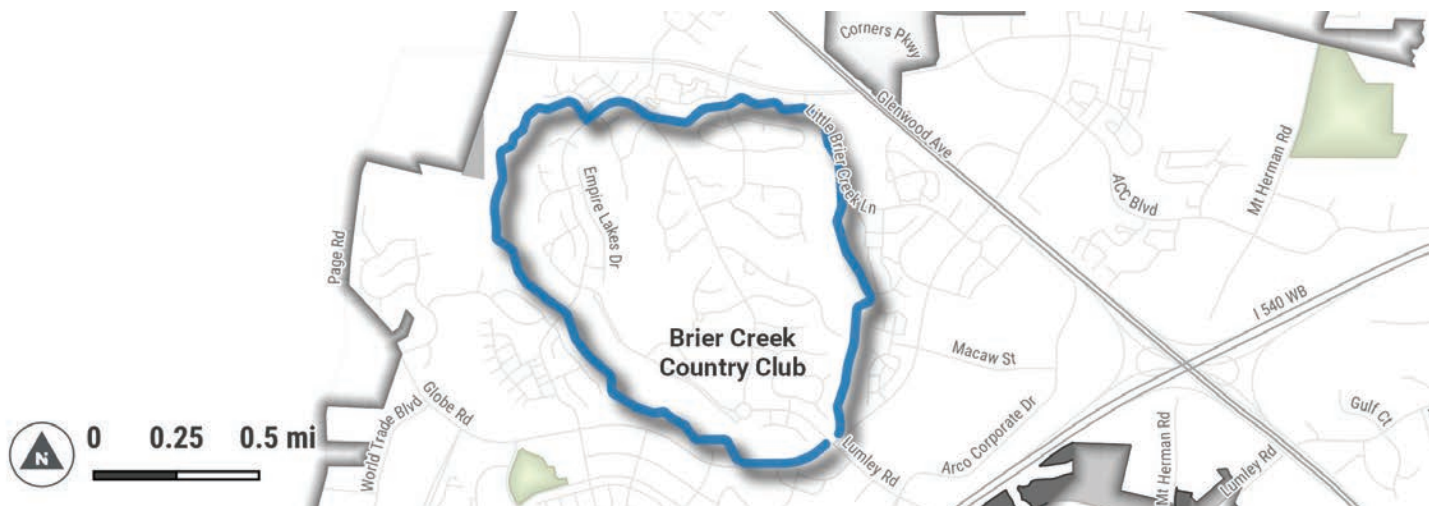 Corners Pkwy
Glenwood Ave
Little Brier Creek Ln
Mt Herman Rd
ACC Blvd
Empire Lakes Dr
Page Rd
I 540 WB
Brier Creek
Country Club
Macaw St
Globe Rd
World Trade Blvd
Gulf Ct
Arco Corporate Dr
Lumley Rd
Mt Herman Rd
Lumley Rd
N
0 0.25 0.5 mi